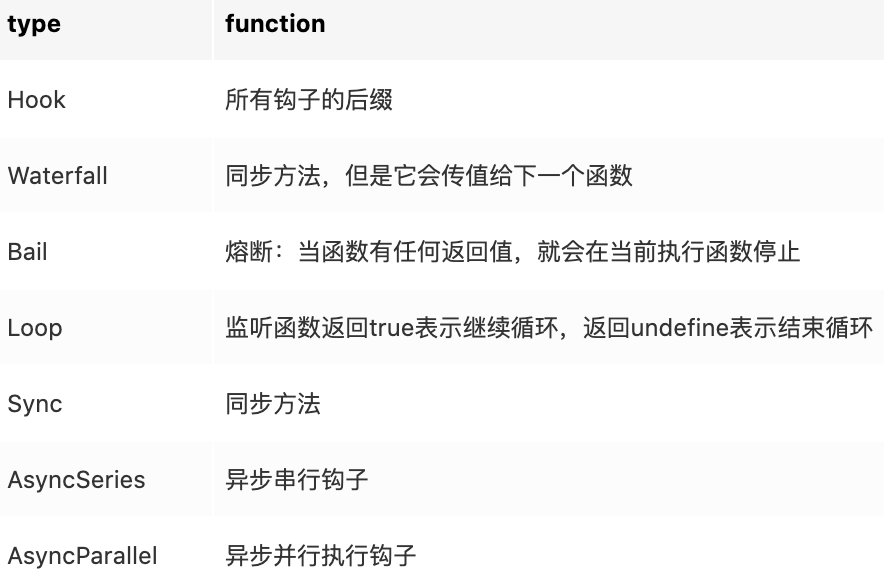 type function
Hook 所有钩子的后缀
Waterfall 同步方法，但是它会传值给下一个函数
Bail 熔断：当函数有任何返回值，就会在当前执行函数停止
Loop 监听函数返回true表示继续循环，返回undefine表示结束循环
Sync 同步方法
AsyncSeries 异步串行钩子
AsyncParallel 异步并行执行钩子